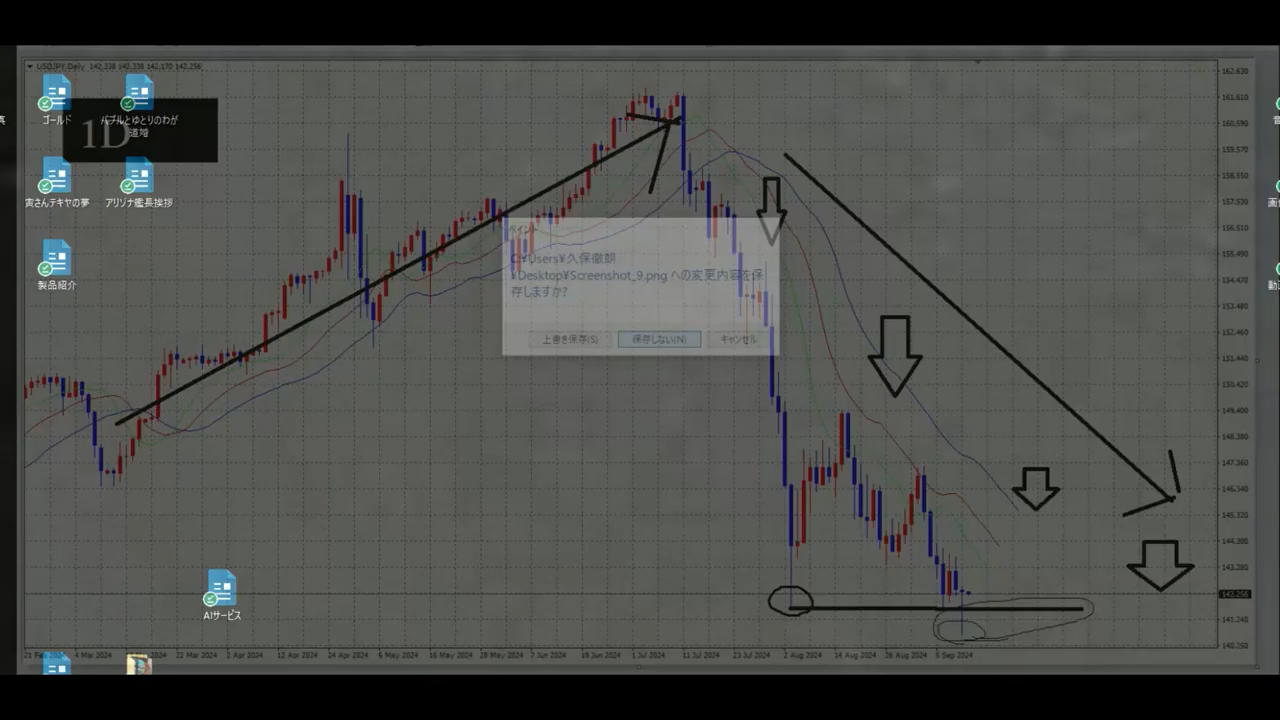 USDJPY,Daily 142.338 142.338 142.170 142.256
1D
ゴールド
バブルとゆとりのわが
道端
寅さんテキヤの夢
アリゾナ艦長挨拶
製品紹介
AIサービス
ペイント
C:¥Users¥久保徹朗
¥Desktop¥Screenshot_9.png への変更内容を保
存しますか?
上書き保存(S)
保存しない(N)
キャンセル
162.630
161.610
160.590
159.570
158.550
157.530
156.510
155.490
154.470
153.480
152.460
151.440
150.420
149.400
148.380
147.360
146.340
145.320
144.300
143.280
142.256
141.240
140.250
4 Mar 2024
22 Mar 2024
2 Apr 2024
12 Apr 2024
24 Apr 2024
6 May 2024
16 May 2024
28 May 2024
7 Jun 2024
19 Jun 2024
1 Jul 2024
11 Jul 2024
23 Jul 2024
2 Aug 2024
14 Aug 2024
26 Aug 2024
5 Sep 2024